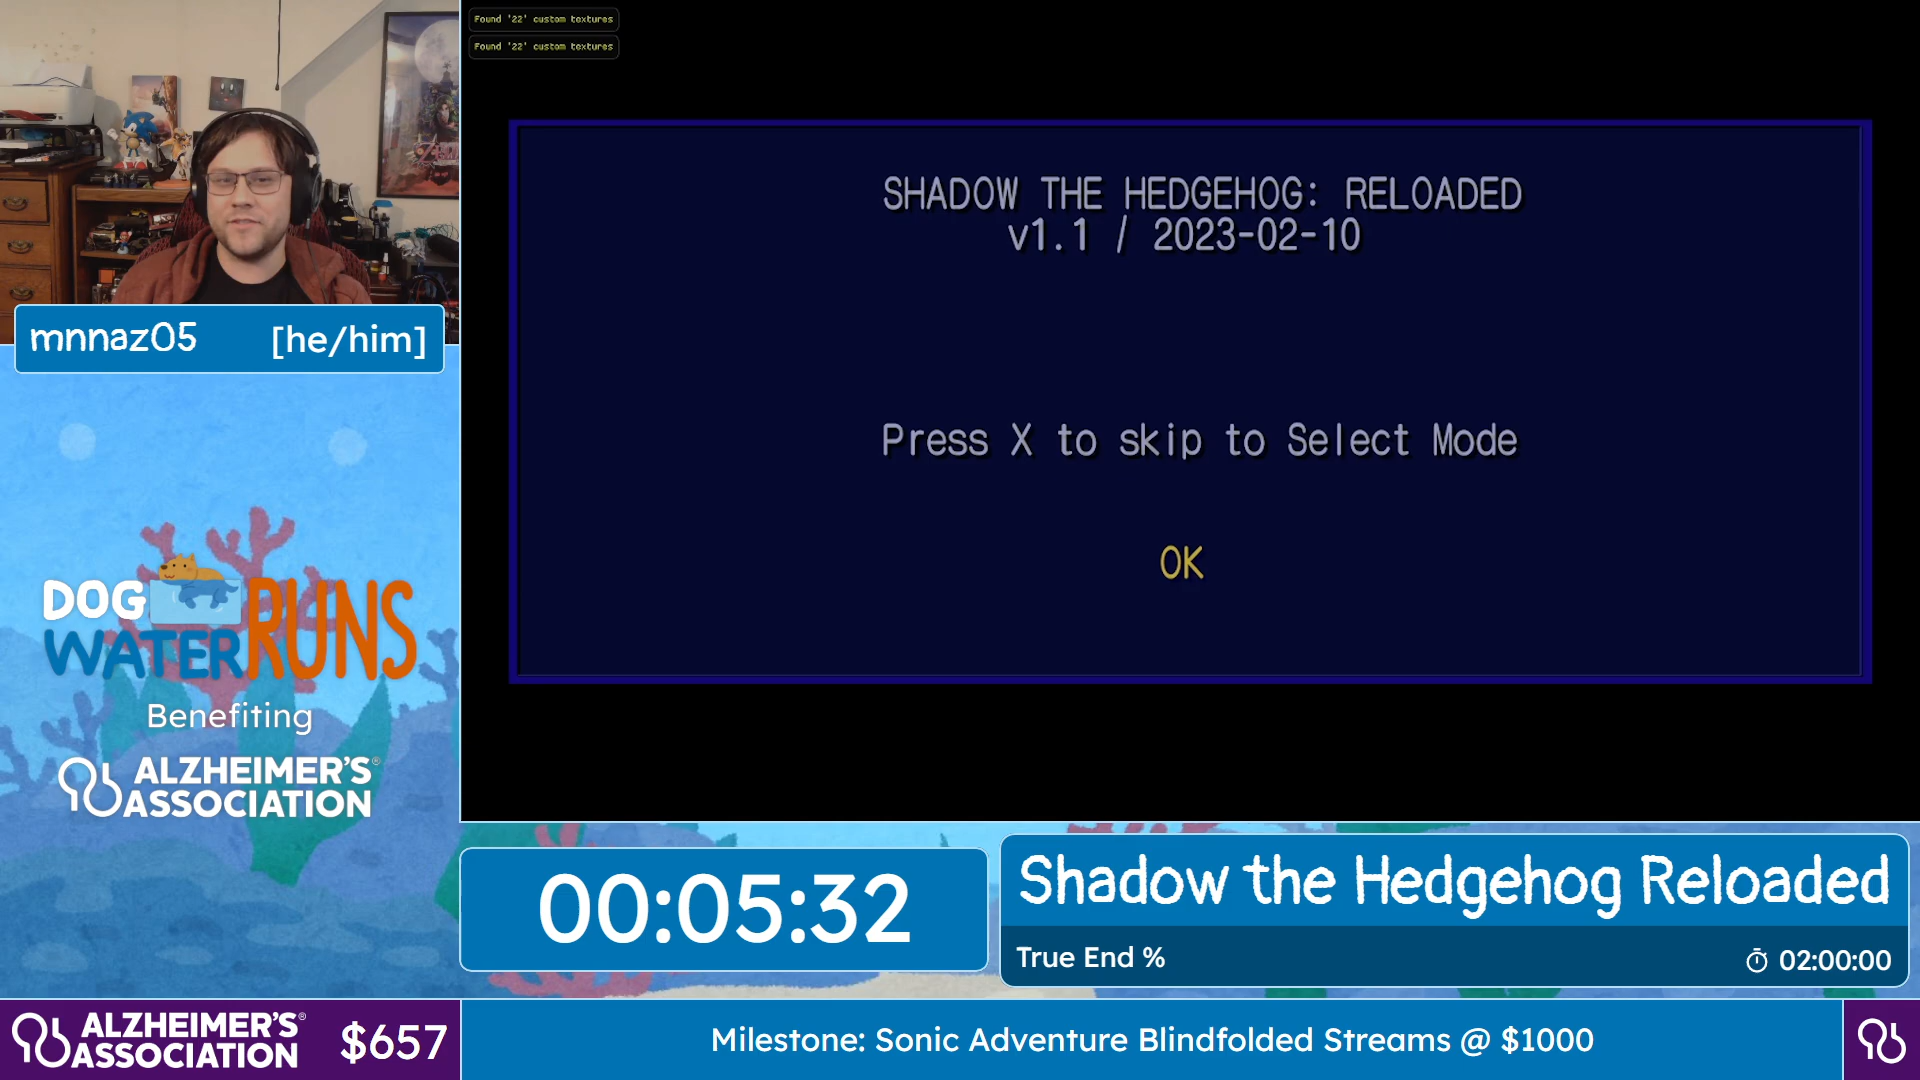 Found '22' custom textures
Found '22' custom textures
SHADOW THE HEDGEHOG: RELOADED
v1.1 / 2023-02-10
Press X to skip to Select Mode
OK
mnnaz05 [he/him]
DOG
WATER RUNS
Benefiting
ALZHEIMER'S®
ASSOCIATION
00:05:32
Shadow the Hedgehog Reloaded
True End % 02:00:00
ALZHEIMER'S®
ASSOCIATION
$657
Milestone: Sonic Adventure Blindfolded Streams @ $1000